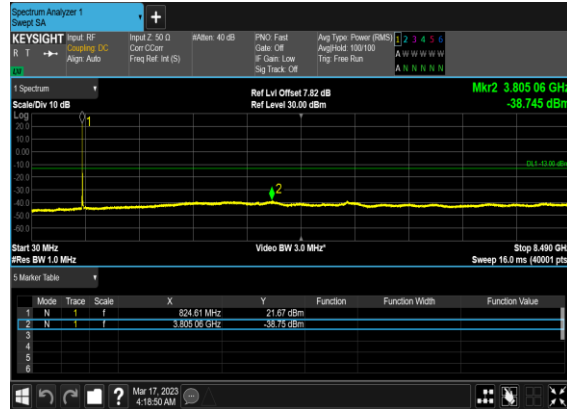 Spectrum Analyzer 1
Swept SA
+
KEYSIGHT Input: RF Input Z: 50 Ω #Atten: 40 dB PNO: Fast Avg Type: Power (RMS) 1 2 3 4 5 6
R T Coupling: DC Corr CCorr Gate: Off Avg|Hold: 100/100 A W W W W W
Align: Auto Freq Ref: Int (S) IF Gain: Low Trig: Free Run
Sig Track: Off A N N N N N
1 Spectrum Ref Lvl Offset 7.82 dB Mkr2 3.805 06 GHz
Scale/Div 10 dB Ref Level 30.00 dBm -38.745 dBm
Log
20.0
10.0
0.00
-10.0
-20.0
-30.0
-40.0
-50.0
-60.0
1
2
DL1 -13.00 dBm
Start 30 MHz Video BW 3.0 MHz* Stop 8.490 GHz
#Res BW 1.0 MHz Sweep 16.0 ms (40001 pts)
5 Marker Table
Mode Trace Scale X Y Function Function Width Function Value
1 N 1 f 824.61 MHz 21.67 dBm
2 N 1 f 3.805 06 GHz -38.75 dBm
3
4
5
6
? Mar 17, 2023
4:18:50 AM